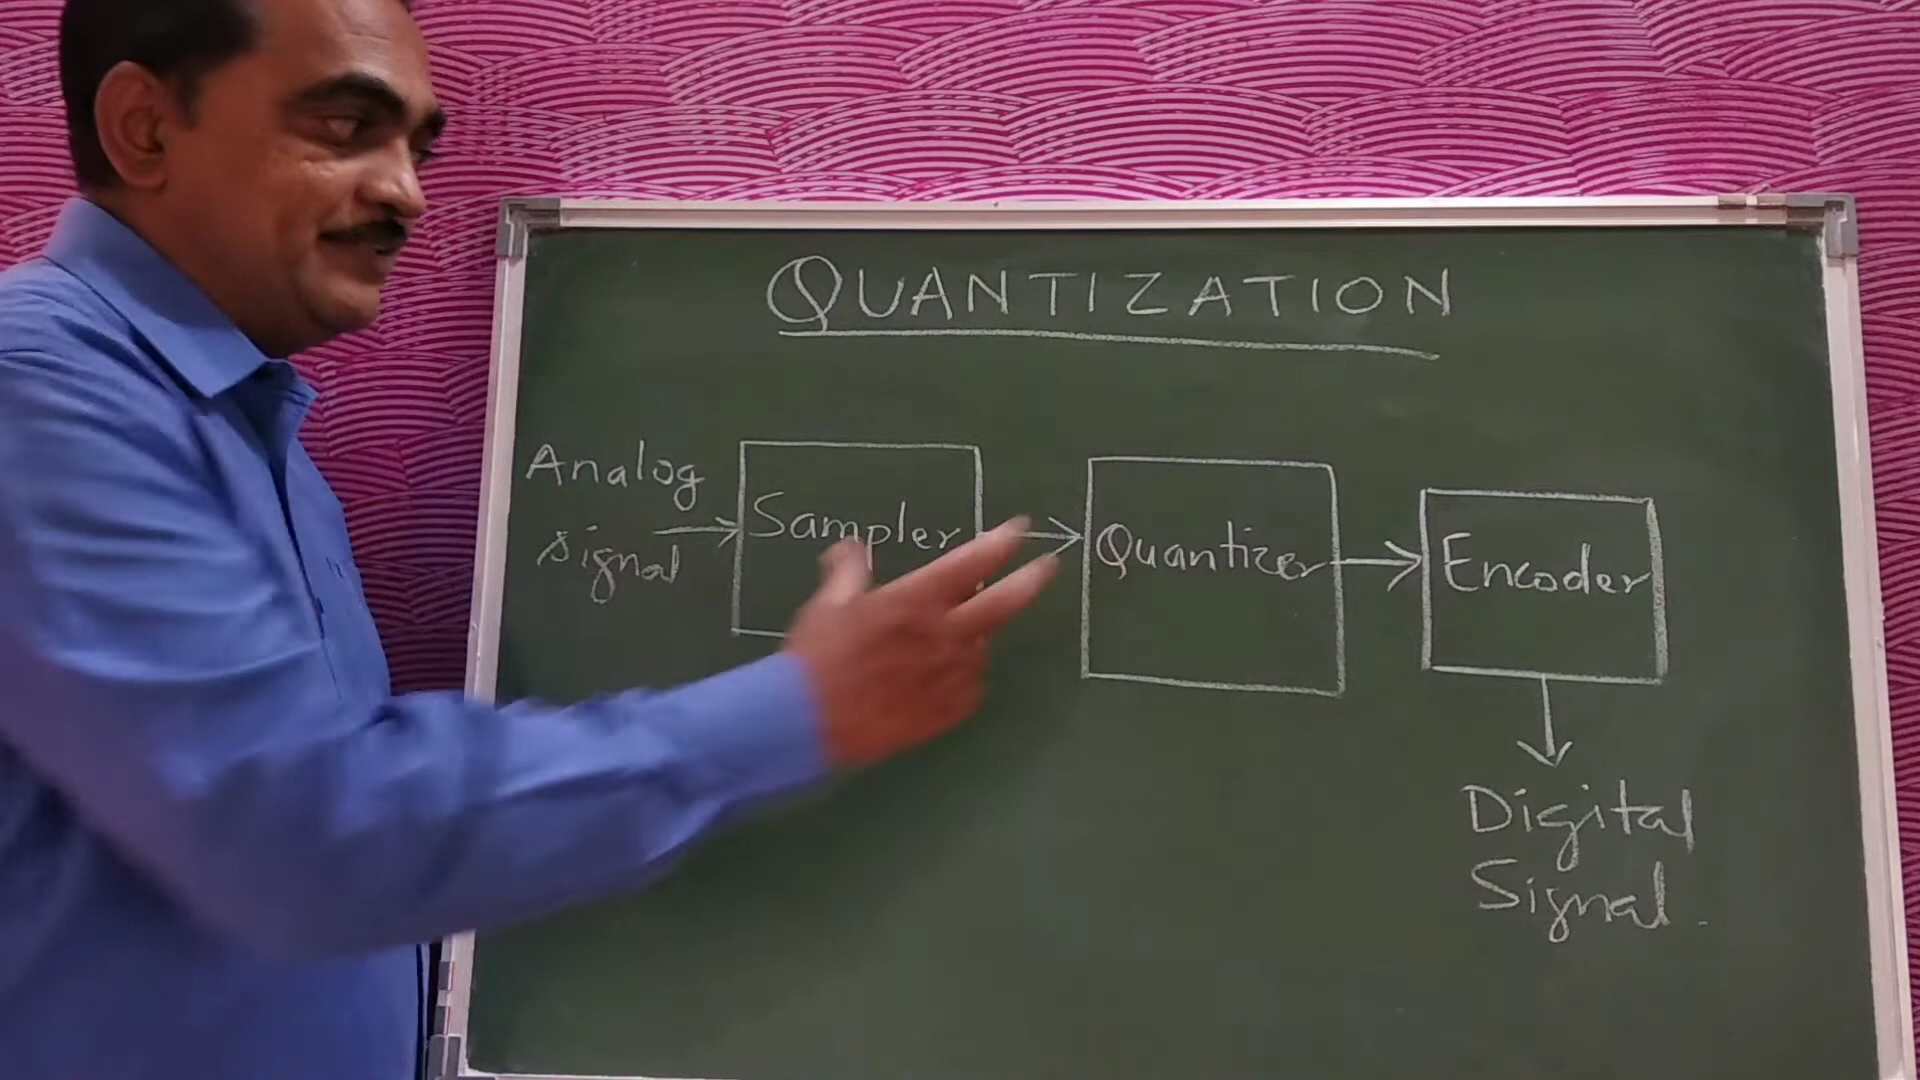 QUANTIZATION
Analog
signal
Sampler
Quantizer
Encoder
Digital
Signal.